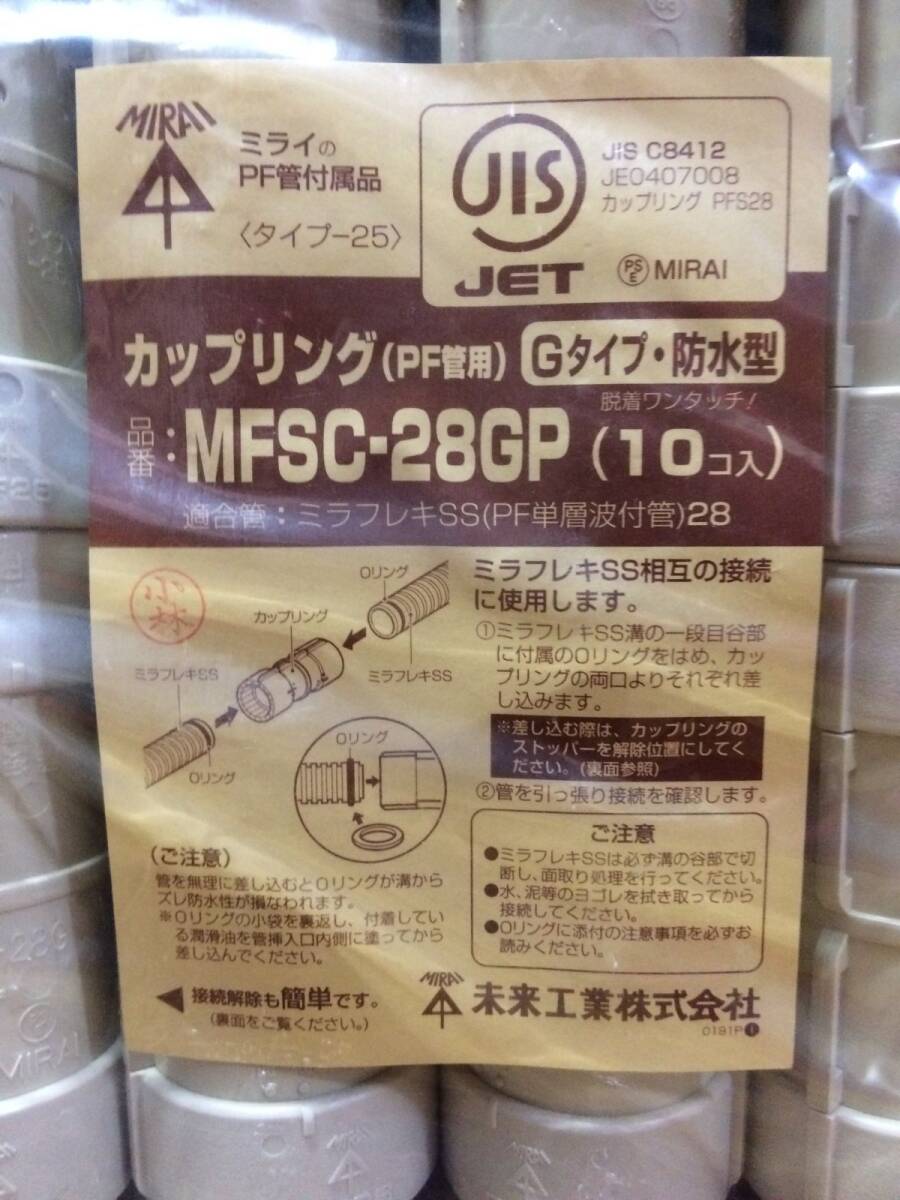 MIRAI
ミライの
PF管付属品
〈タイプ-25〉
JIS
JET
JIS C8412
JE0407008
カップリング PFS28
PSE MIRAI
カップリング(PF管用) Gタイプ・防水型
脱着ワンタッチ!
品番: MFSC-28GP (10コ入)
適合管:ミラフレキSS(PF単層波付管)28
小林
Oリング
カップリング
ミラフレキSS
ミラフレキSS
Oリング
Oリング
ミラフレキSS相互の接続
に使用します。
①ミラフレキSS溝の一段目谷部
に付属のOリングをはめ、カッ
プリングの両口よりそれぞれ差
し込みます。
※差し込む際は、カップリングの
ストッパーを解除位置にしてく
ださい。(裏面参照)
②管を引っ張り接続を確認します。
(ご注意)
管を無理に差し込むとOリングが溝から
ズレ防水性が損なわれます。
※Oリングの小袋を裏返し、付着してい
る潤滑油を管挿入口内側に塗ってから
差し込んでください。
ご注意
●ミラフレキSSは必ず溝の谷部で切
断し、面取り処理を行ってください。
●水、泥等のヨゴレを拭き取ってから
接続してください。
●Oリングに添付の注意事項を必ずお
読みください。
◀接続解除も簡単です。
(裏面をご覧ください。)
MIRAI
未来工業株式会社
0191P①
MIRAI
MIRAI
MIRAI